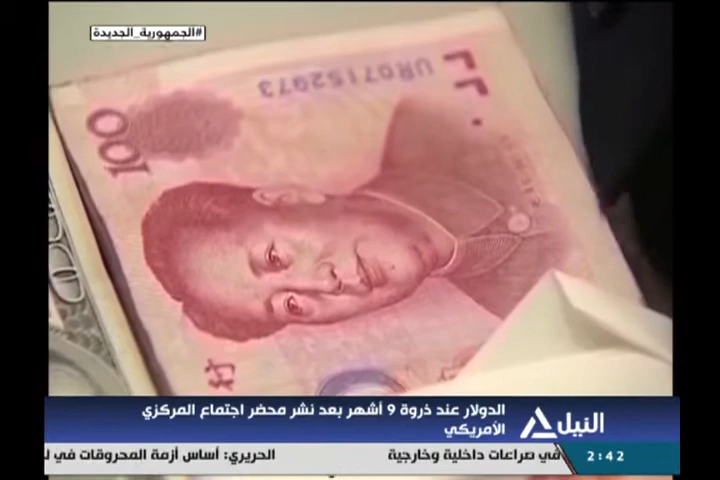 #الجمهورية_الجديدة
UR07152973
100
النيل
الدولار عند ذروة 9 أشهر بعد نشر محضر اجتماع المركزي
الأمريكي
2:42
في صراعات داخلية وخارجية الحريري: أساس أزمة المحروقات في